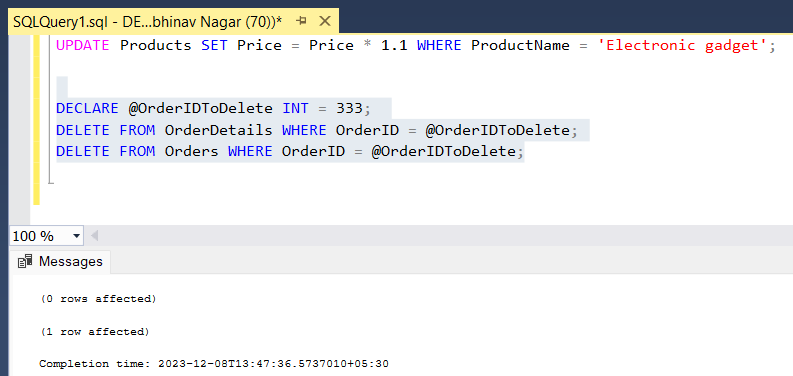 SQLQuery1.sql - DE...bhinav Nagar (70))*
UPDATE Products SET Price = Price * 1.1 WHERE ProductName = 'Electronic gadget';
DECLARE @OrderIDToDelete INT = 333;
DELETE FROM OrderDetails WHERE OrderID = @OrderIDToDelete;
DELETE FROM Orders WHERE OrderID = @OrderIDToDelete;
100 %
Messages
(0 rows affected)
(1 row affected)
Completion time: 2023-12-08T13:47:36.5737010+05:30